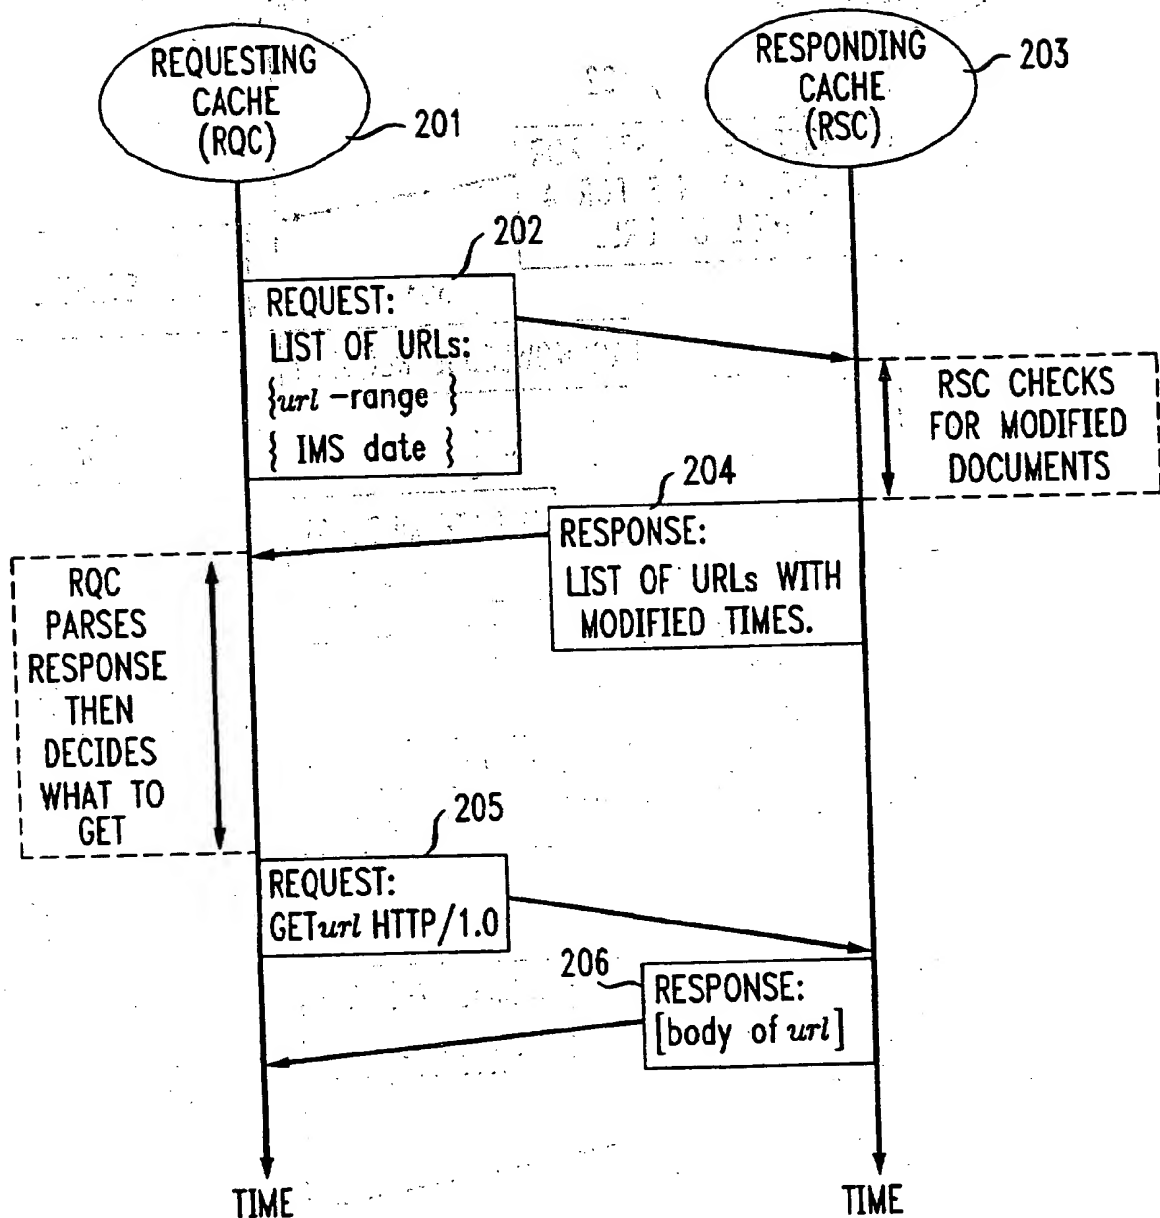 REQUESTING
CACHE
(RQC)
201
RESPONDING
CACHE
(RSC)
203
202
REQUEST:
LIST OF URLs:
{url -range }
{ IMS date }
RSC CHECKS
FOR MODIFIED
DOCUMENTS
204
RESPONSE:
LIST OF URLs WITH
MODIFIED TIMES.
RQC
PARSES
RESPONSE
THEN
DECIDES
WHAT TO
GET
205
REQUEST:
GET url HTTP/1.0
206
RESPONSE:
[body of url]
TIME
TIME